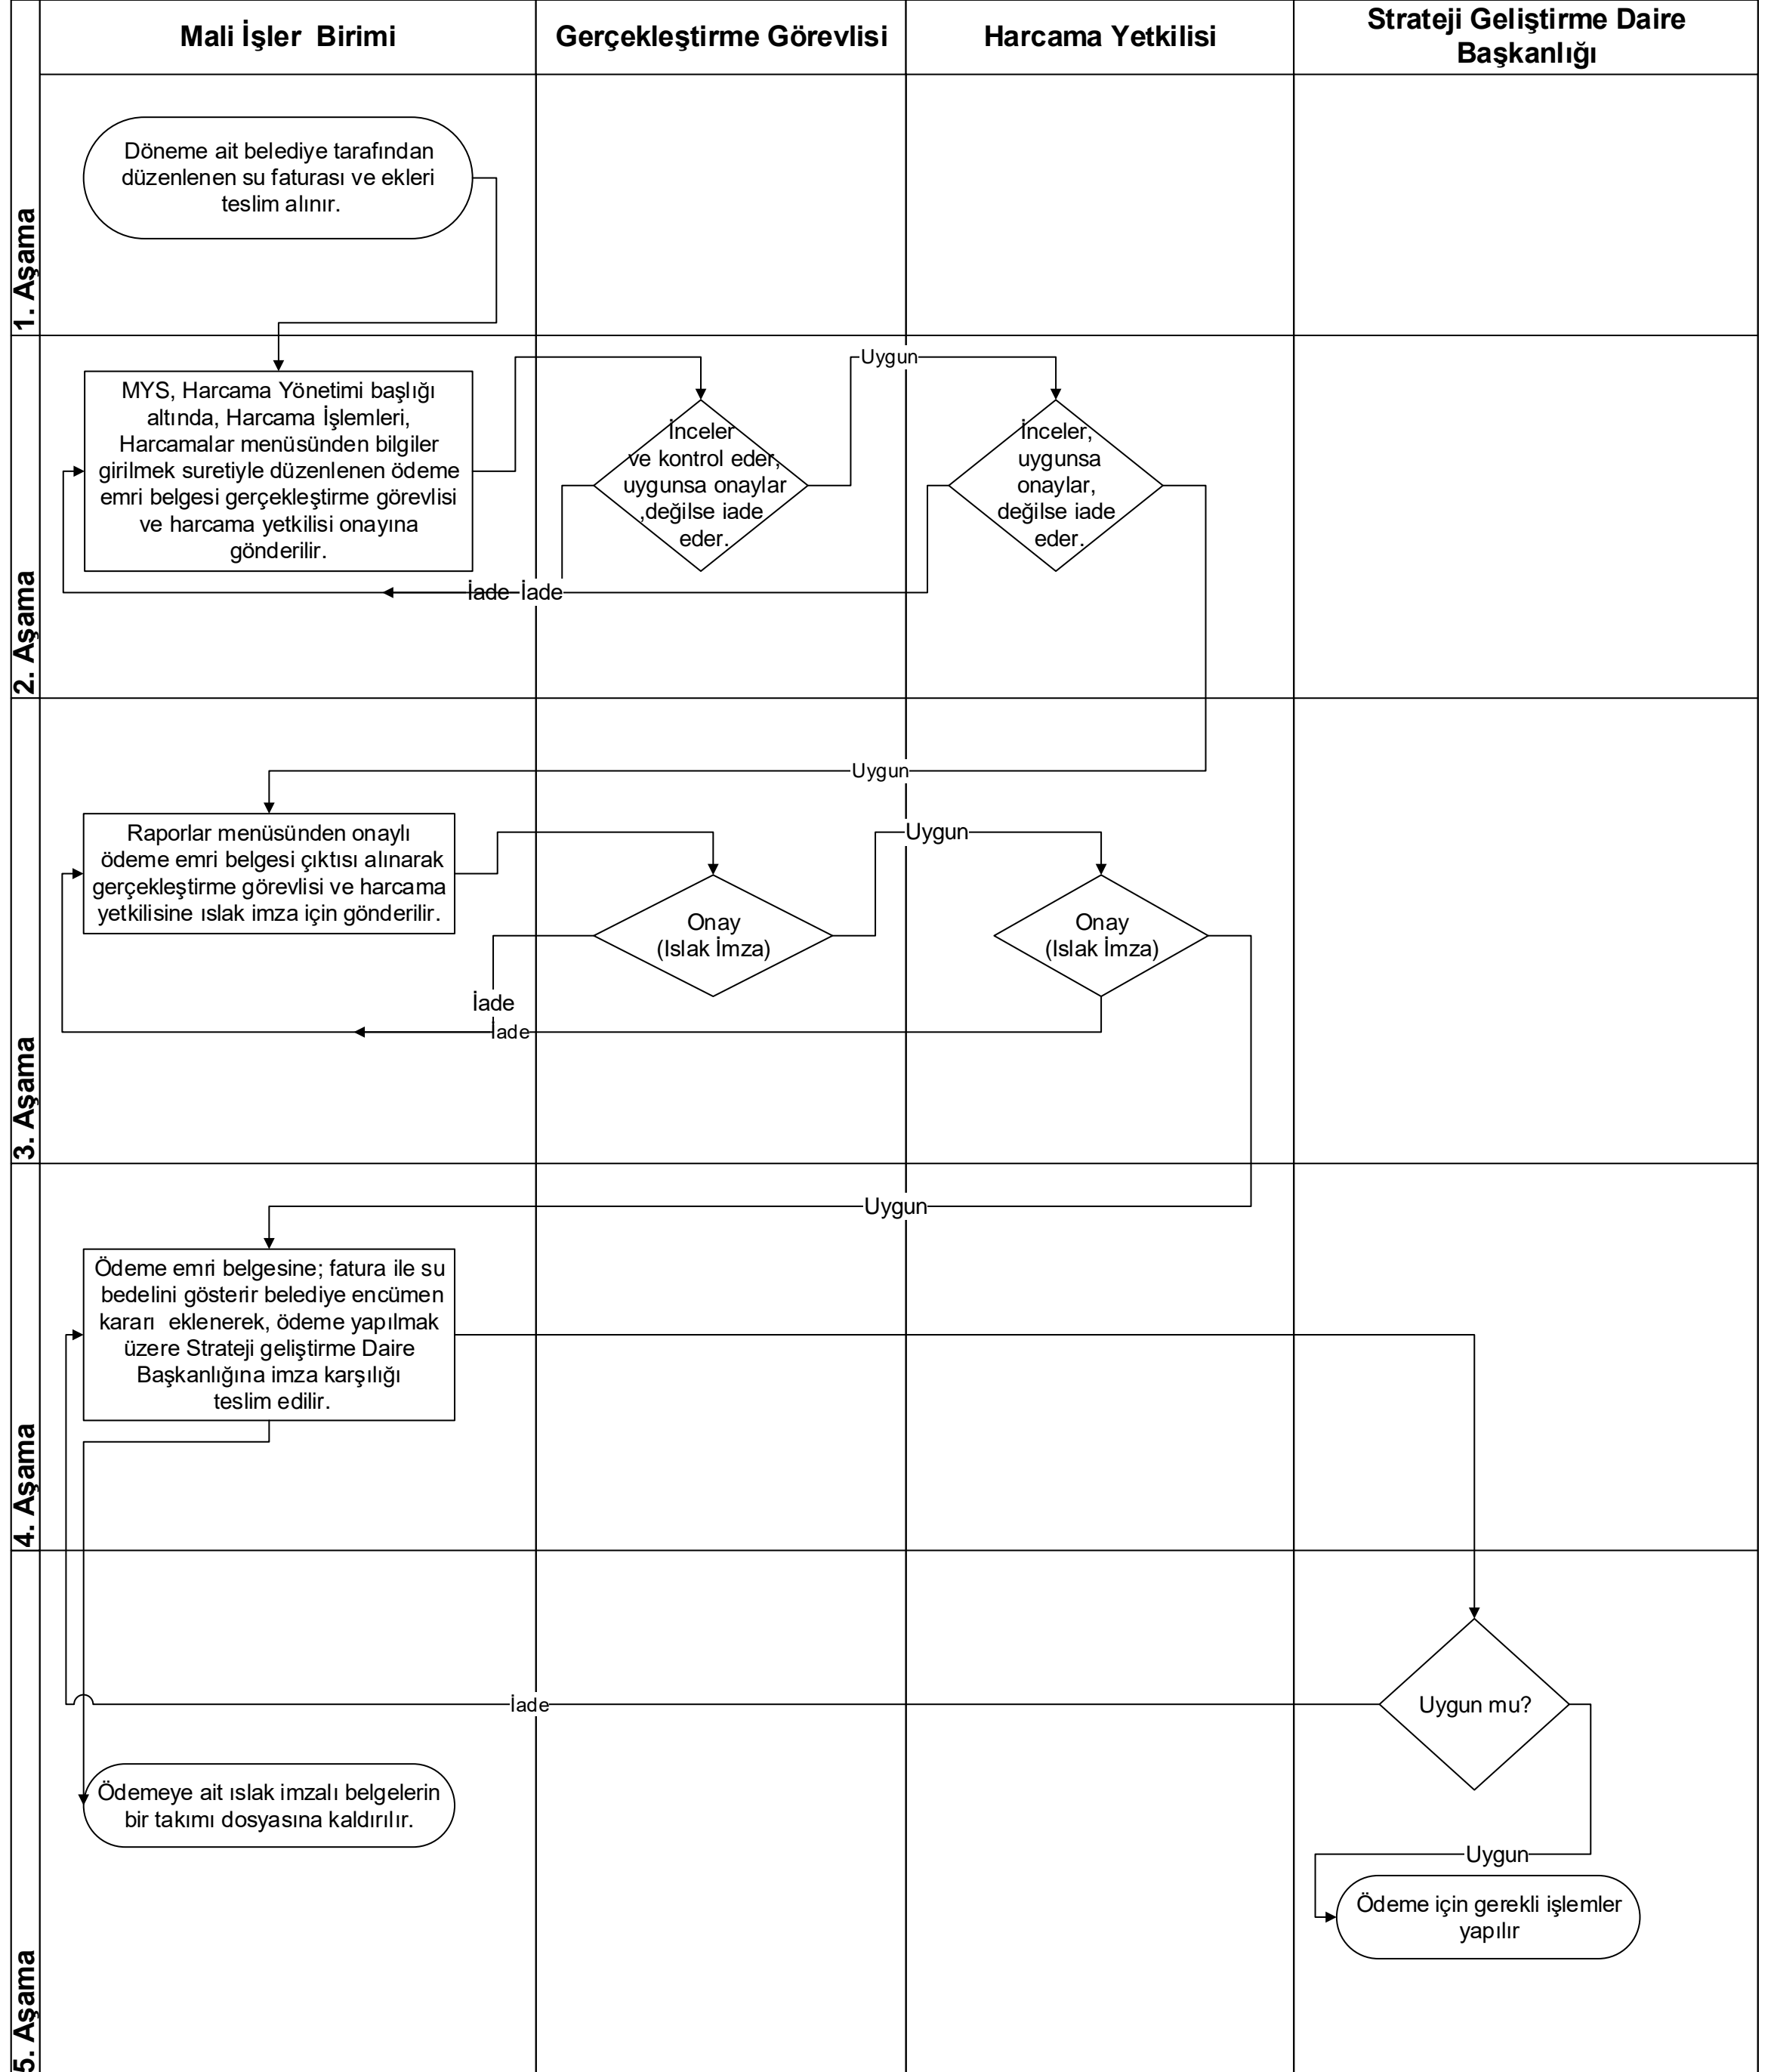 Mali İşler  Birimi
Gerçekleştirme Görevlisi
Harcama Yetkilisi
Strateji Geliştirme Daire
Başkanlığı
1. Aşama
Döneme ait belediye tarafından
düzenlenen su faturası ve ekleri
teslim alınır.
2. Aşama
MYS, Harcama Yönetimi başlığı
altında, Harcama İşlemleri,
Harcamalar menüsünden bilgiler
girilmek suretiyle düzenlenen ödeme
emri belgesi gerçekleştirme görevlisi
ve harcama yetkilisi onayına
gönderilir.
İnceler
ve kontrol eder,
uygunsa onaylar
,değilse iade
eder.
Uygun
İnceler,
uygunsa
onaylar,
değilse iade
eder.
İade
İade
3. Aşama
Uygun
Raporlar menüsünden onaylı
ödeme emri belgesi çıktısı alınarak
gerçekleştirme görevlisi ve harcama
yetkilisine ıslak imza için gönderilir.
Onay
(Islak İmza)
Uygun
Onay
(Islak İmza)
İade
İade
4. Aşama
Uygun
Ödeme emri belgesine; fatura ile su
bedelini gösterir belediye encümen
kararı  eklenerek, ödeme yapılmak
üzere Strateji geliştirme Daire
Başkanlığına imza karşılığı
teslim edilir.
5. Aşama
Uygun mu?
İade
Ödemeye ait ıslak imzalı belgelerin
bir takımı dosyasına kaldırılır.
Uygun
Ödeme için gerekli işlemler
yapılır